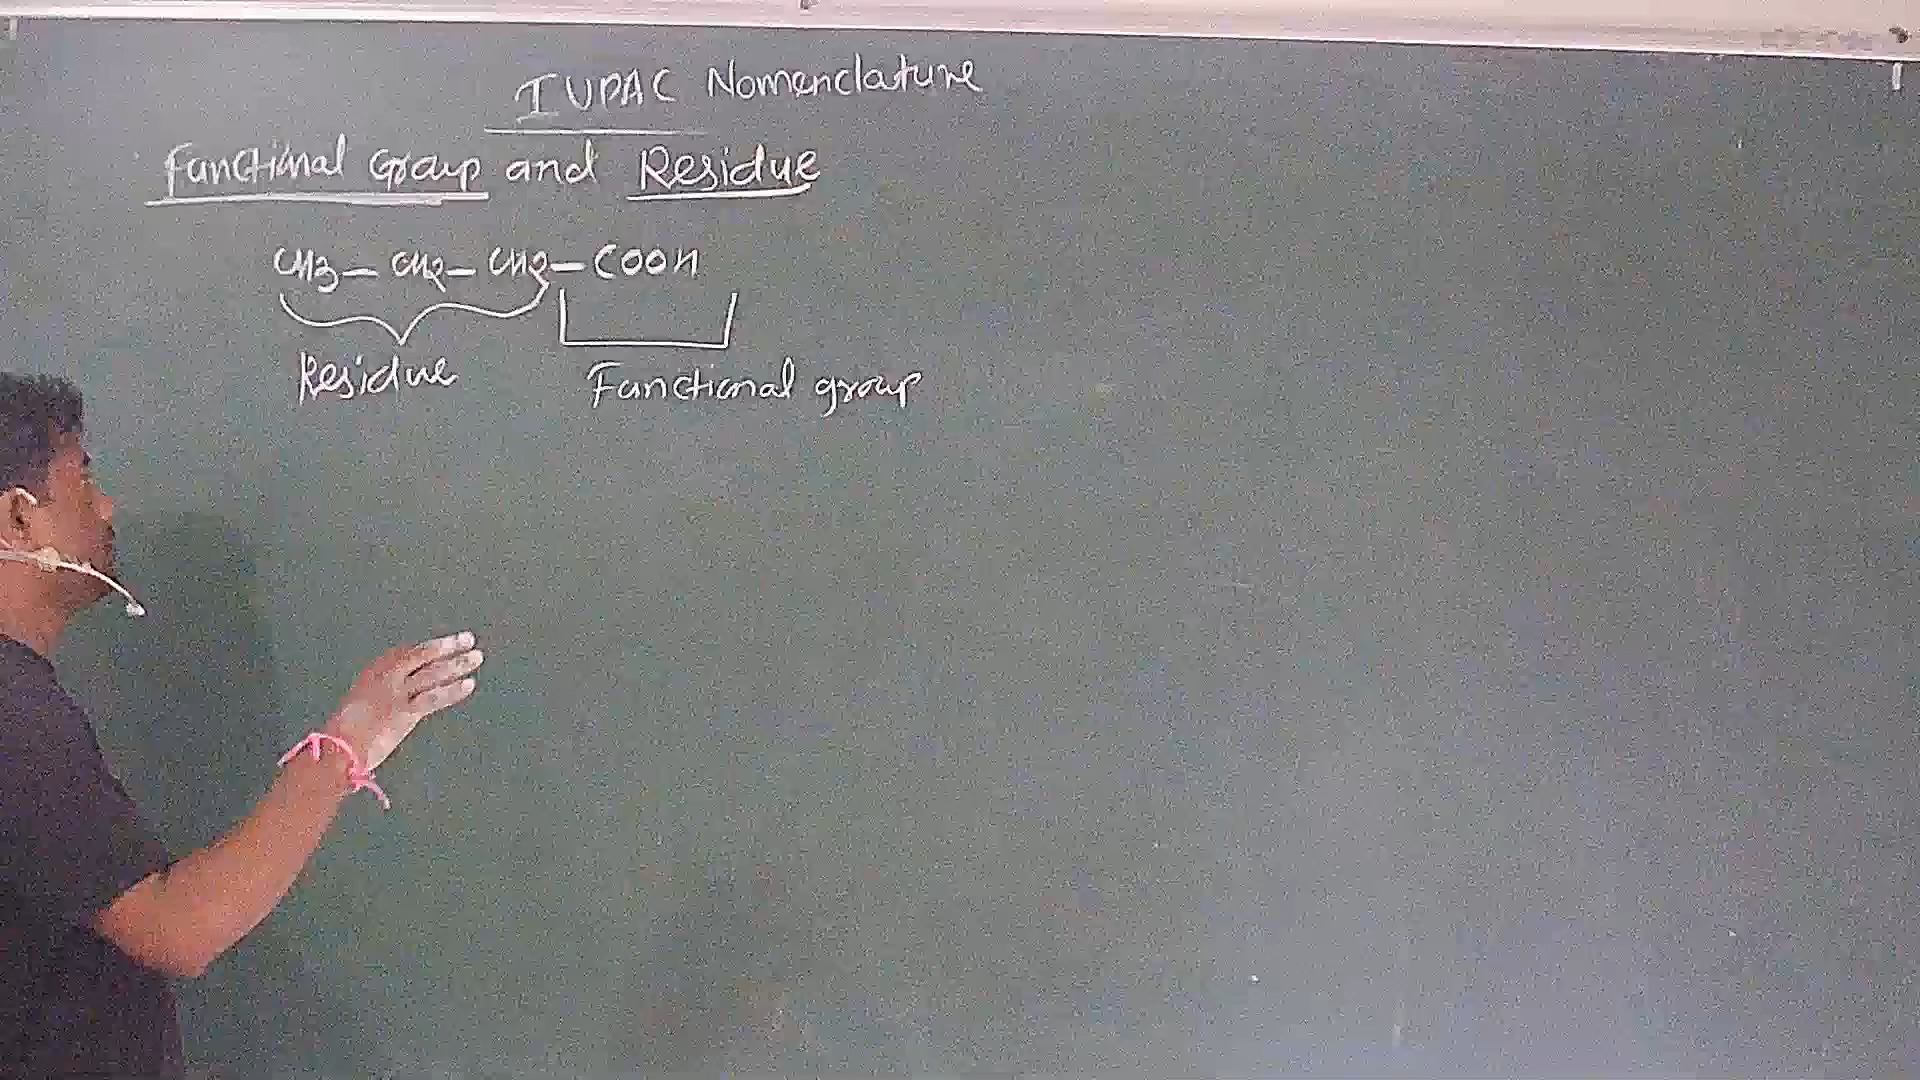 IUPAC Nomenclature
Functional Group and Residue
CH3 – CH2 – CH2 – COOH
Residue
Functional group